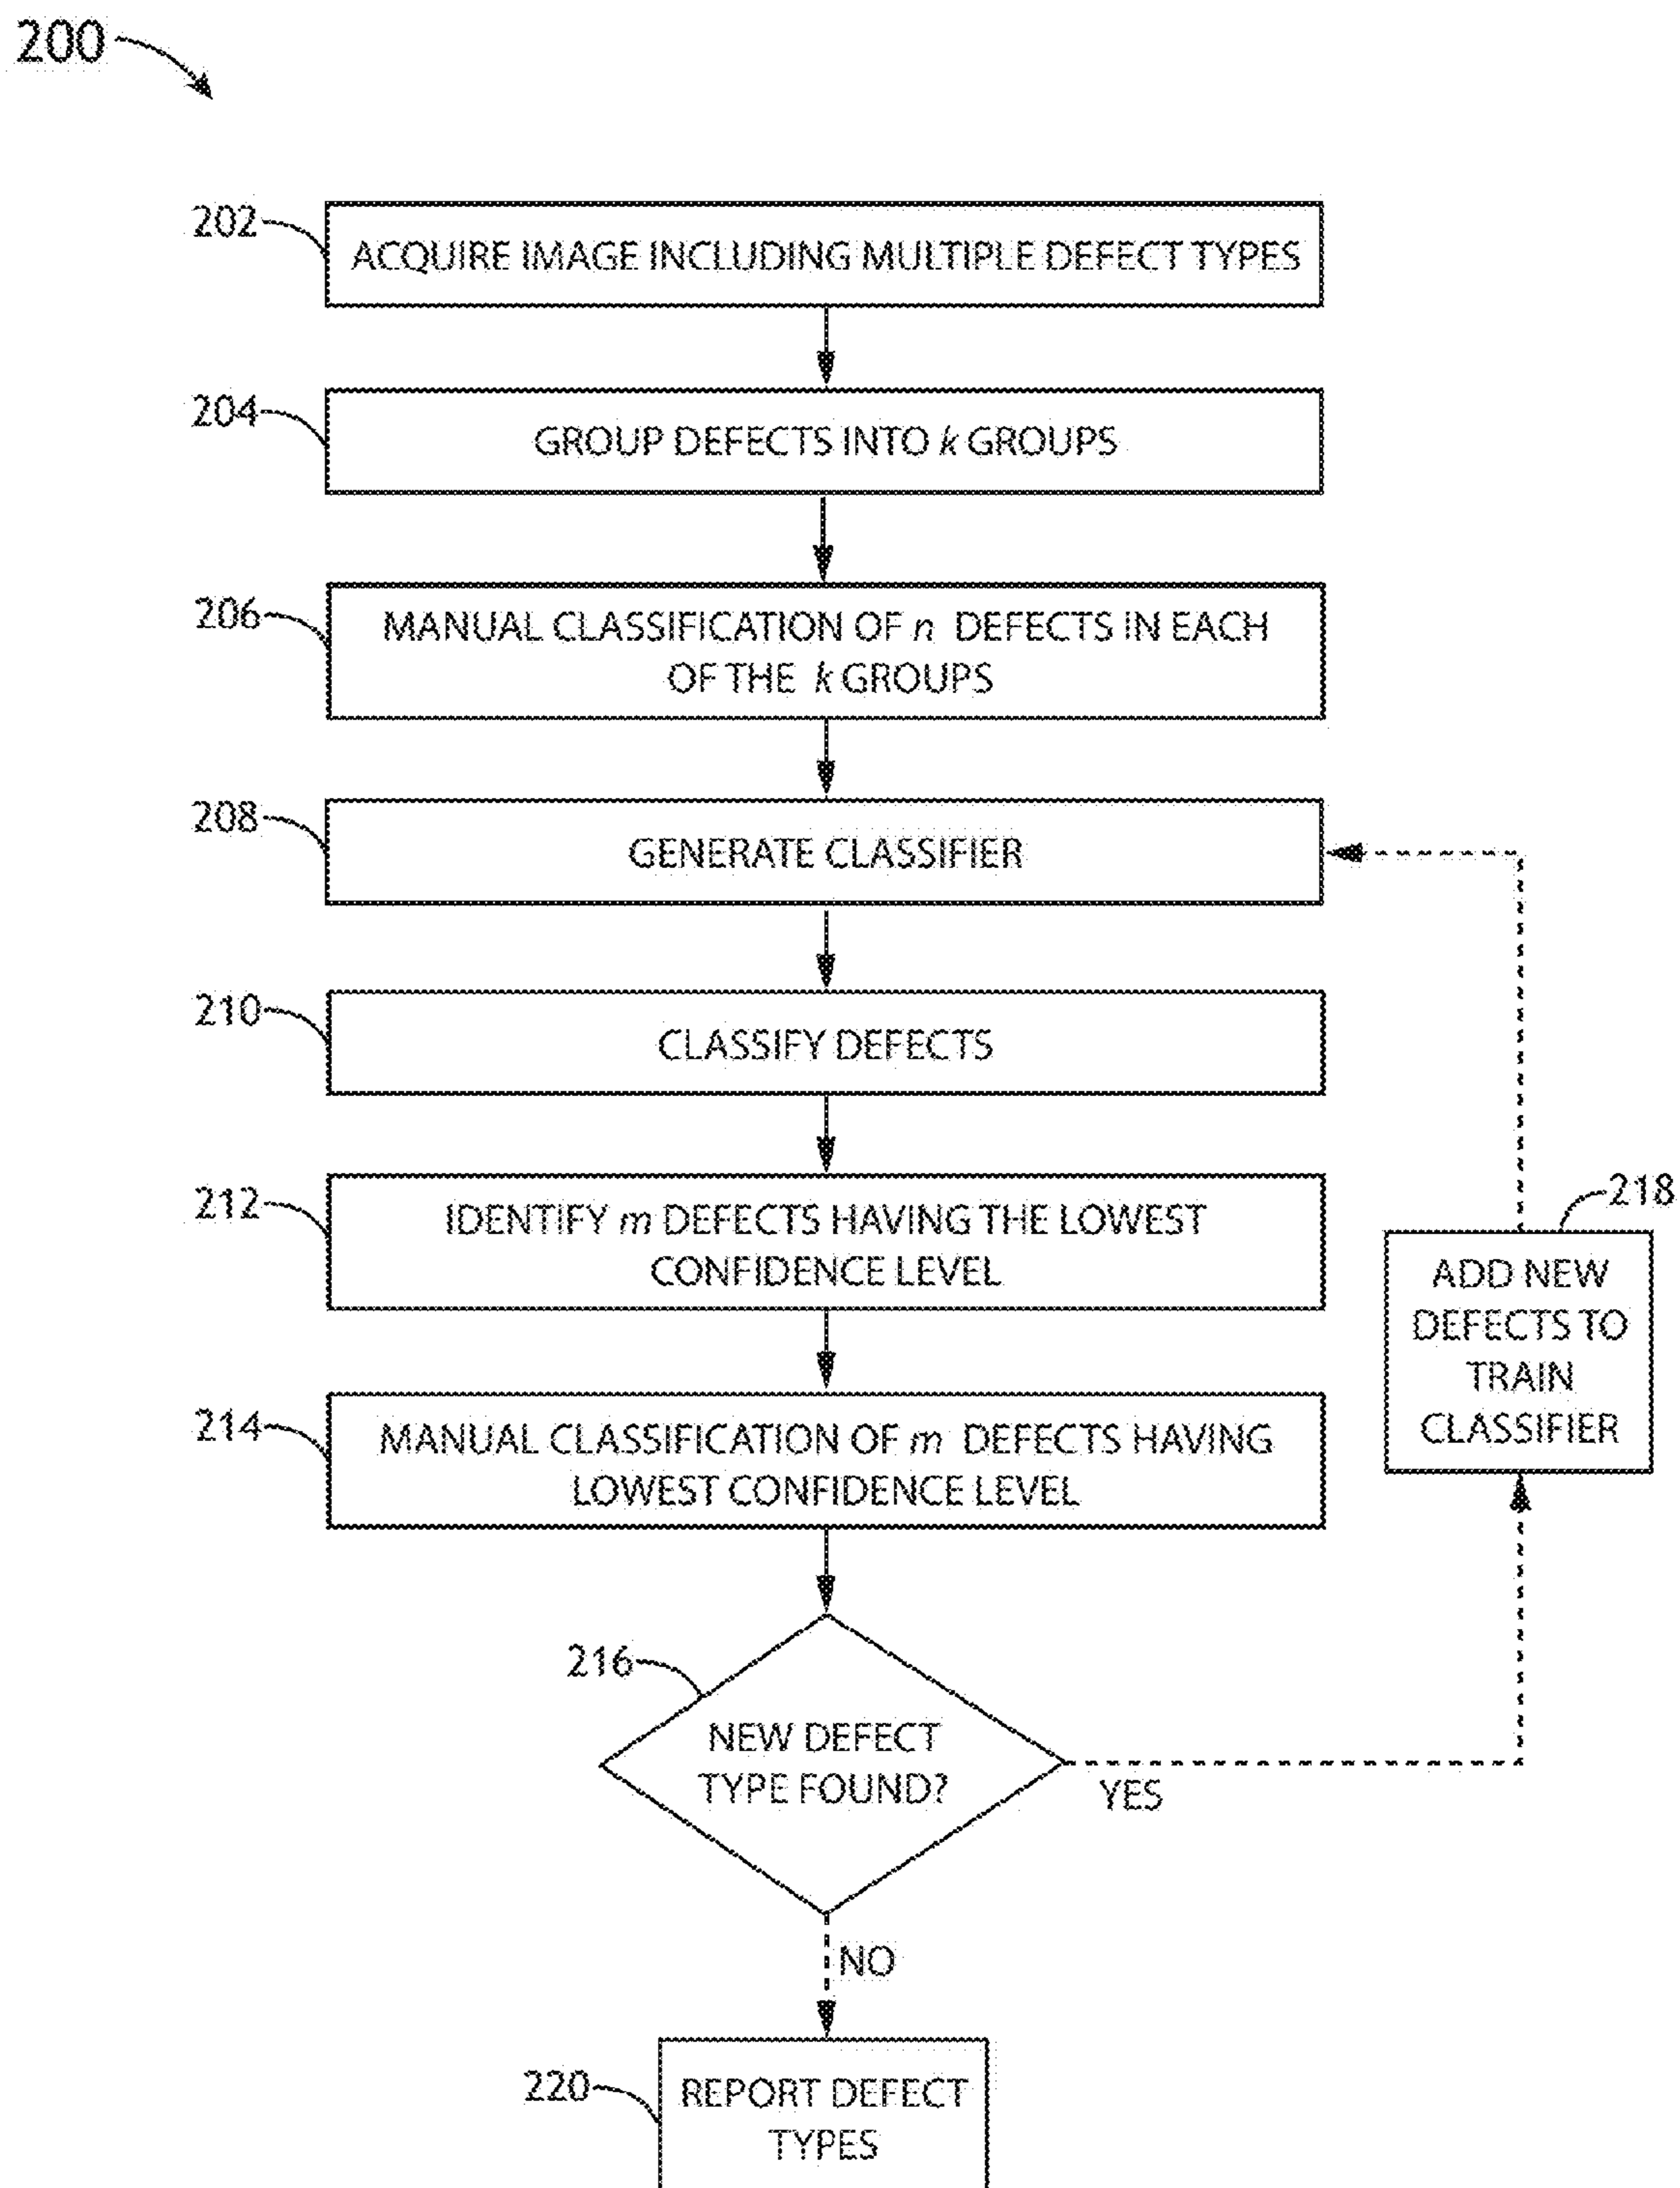 200
202
ACQUIRE IMAGE INCLUDING MULTIPLE DEFECT TYPES
204
GROUP DEFECTS INTO k GROUPS
206
MANUAL CLASSIFICATION OF n DEFECTS IN EACH
OF THE k GROUPS
208
GENERATE CLASSIFIER
210
CLASSIFY DEFECTS
212
IDENTIFY m DEFECTS HAVING THE LOWEST
CONFIDENCE LEVEL
214
MANUAL CLASSIFICATION OF m DEFECTS HAVING
LOWEST CONFIDENCE LEVEL
216
NEW DEFECT
TYPE FOUND?
YES
218
ADD NEW
DEFECTS TO
TRAIN
CLASSIFIER
NO
220
REPORT DEFECT
TYPES